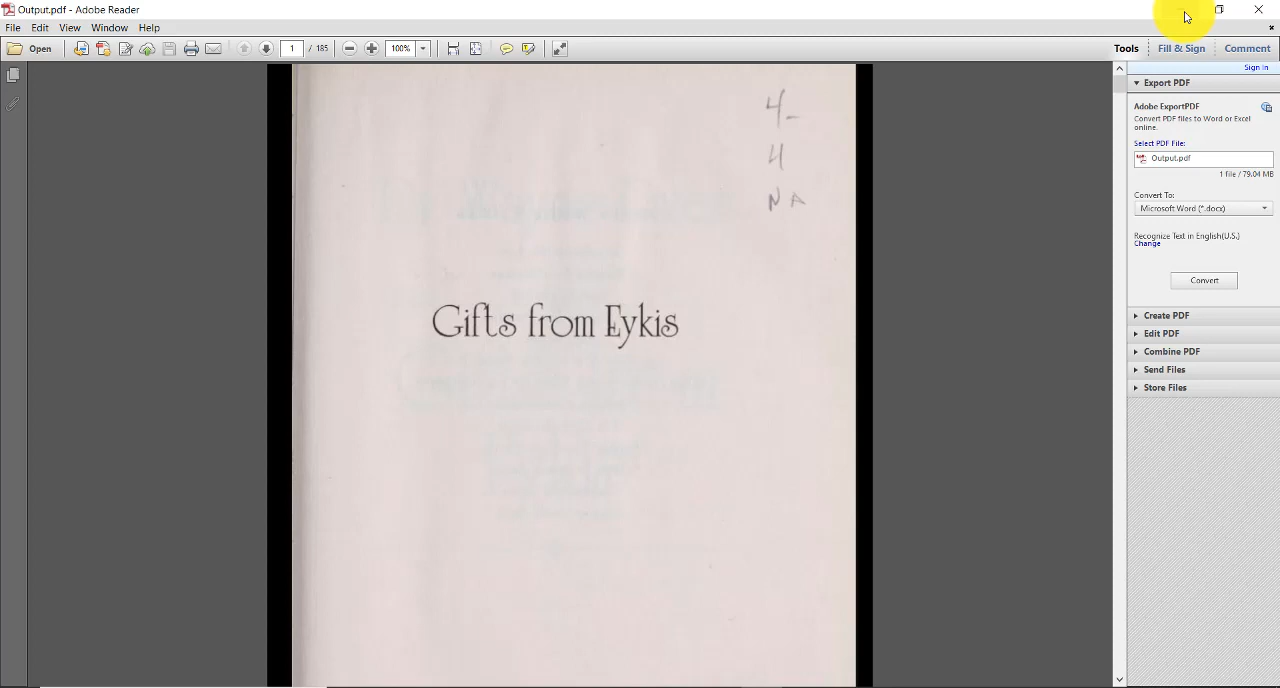 Output.pdf - Adobe Reader
File Edit View Window Help
Open 1 / 185 100% Tools Fill & Sign Comment
Sign In
Export PDF
Adobe ExportPDF
Convert PDF files to Word or Excel
online.
Select PDF File:
Output.pdf
1 file / 79.04 MB
Convert To:
Microsoft Word (*.docx)
Recognize Text in English(U.S.)
Change
Convert
Create PDF
Edit PDF
Combine PDF
Send Files
Store Files
4-
4
NA
Gifts from Eykis